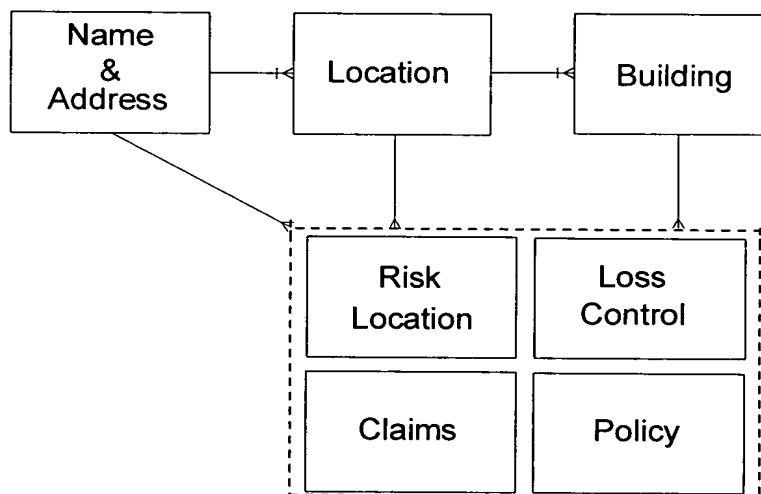 Name
&
Address
Location
Building
Risk
Location
Loss
Control
Claims
Policy